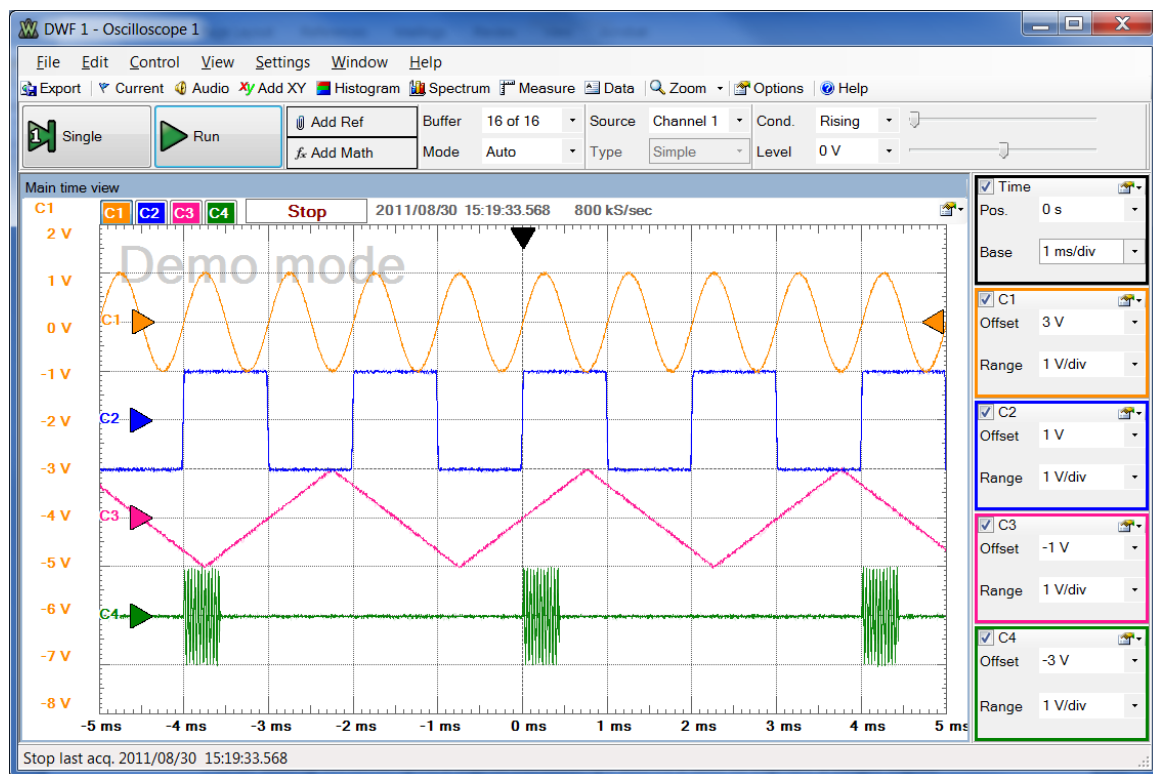 DWF 1 - Oscilloscope 1
File Edit Control View Settings Window Help
Export Current Audio Add XY Histogram Spectrum Measure Data Zoom Options Help
1 Single Run Add Ref Buffer 16 of 16 Source Channel 1 Cond. Rising
fx Add Math Mode Auto Type Simple Level 0 V
Main time view
C1 C1 C2 C3 C4 Stop 2011/08/30 15:19:33.568 800 kS/sec
Demo mode
2 V
1 V
0 V
-1 V
-2 V
-3 V
-4 V
-5 V
-6 V
-7 V
-8 V
C1
C2
C3
C4
-5 ms -4 ms -3 ms -2 ms -1 ms 0 ms 1 ms 2 ms 3 ms 4 ms 5 ms
Time
Pos. 0 s
Base 1 ms/div
C1
Offset 3 V
Range 1 V/div
C2
Offset 1 V
Range 1 V/div
C3
Offset -1 V
Range 1 V/div
C4
Offset -3 V
Range 1 V/div
Stop last acq. 2011/08/30 15:19:33.568